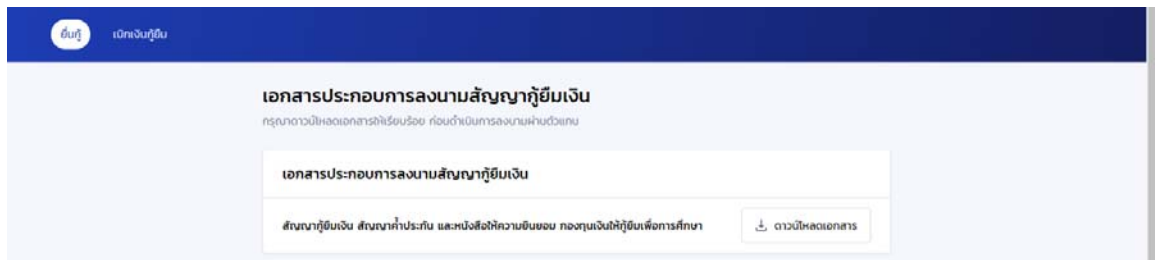 ยื่นกู้ เบิกเงินกู้ยืม
เอกสารประกอบการลงนามสัญญากู้ยืมเงิน
กรุณาดาวน์โหลดเอกสารให้เรียบร้อย ก่อนดำเนินการลงนามผ่านตัวแทน
เอกสารประกอบการลงนามสัญญากู้ยืมเงิน
สัญญากู้ยืมเงิน สัญญาค้ำประกัน และหนังสือให้ความยินยอม กองทุนเงินให้กู้ยืมเพื่อการศึกษา ดาวน์โหลดเอกสาร